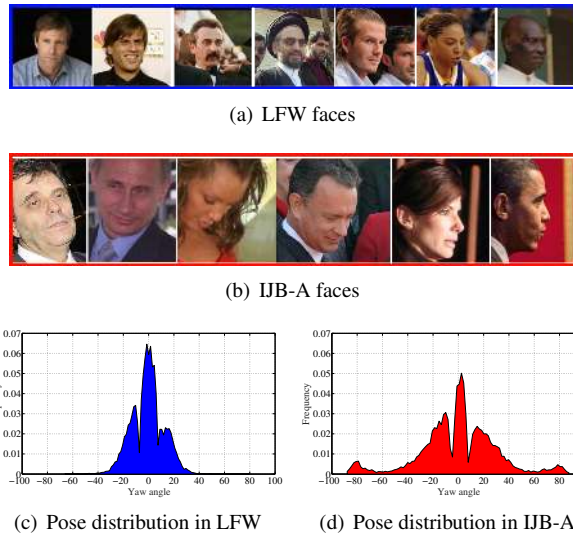 (a) LFW faces
(b) IJB-A faces
0.07
0.06
0.05
0.04
0.03
0.02
0.01
0
−100 −80 −60 −40 −20 0 20 40 60 80 100
Yaw angle
(c) Pose distribution in LFW
0.07
0.06
0.05
0.04
0.03
0.02
0.01
0
Frequency
−100 −80 −60 −40 −20 0 20 40 60 80
Yaw angle
(d) Pose distribution in IJB-A